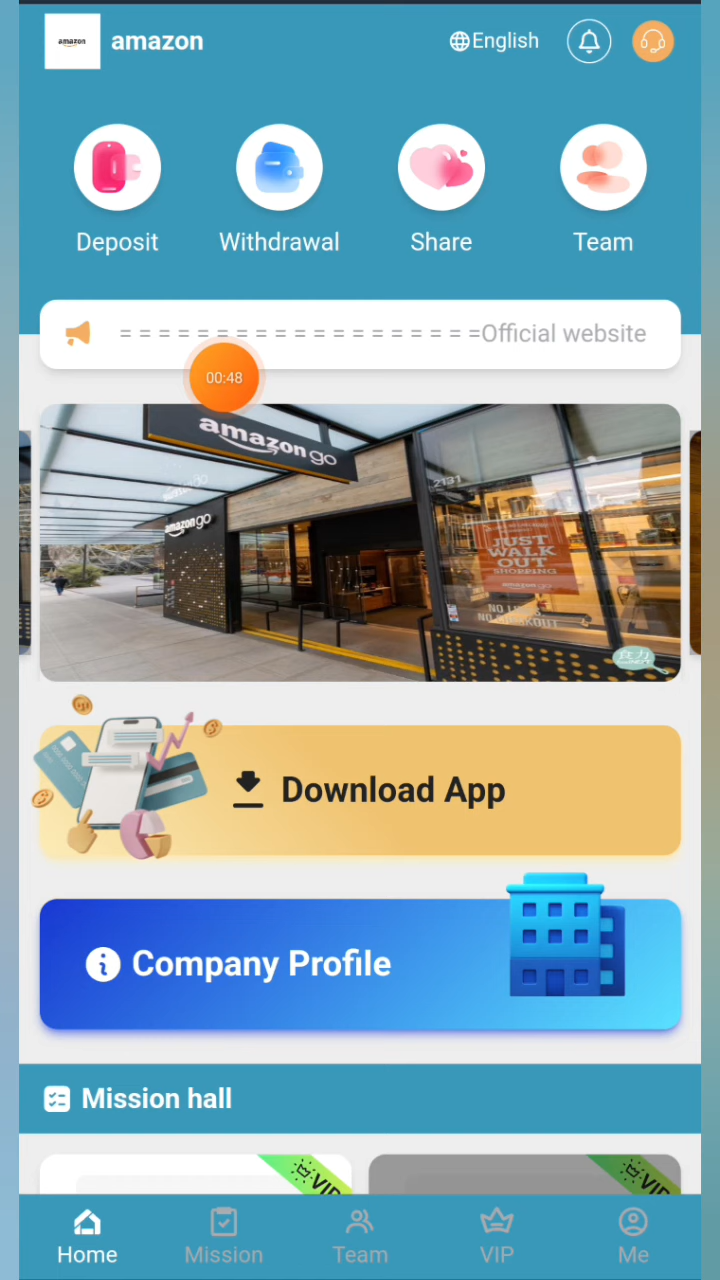 amazon
amazon
English
Deposit
Withdrawal
Share
Team
= = = = = = = = = = = = = = = = = = =Official website
00:48
amazon go
amazon go
2131
JUST
WALK
OUT
SHOPPING
amazon go
NO LINES
NO CHECKOUT
食力
Download App
Company Profile
Mission hall
VIP
VIP
Home
Mission
Team
VIP
Me